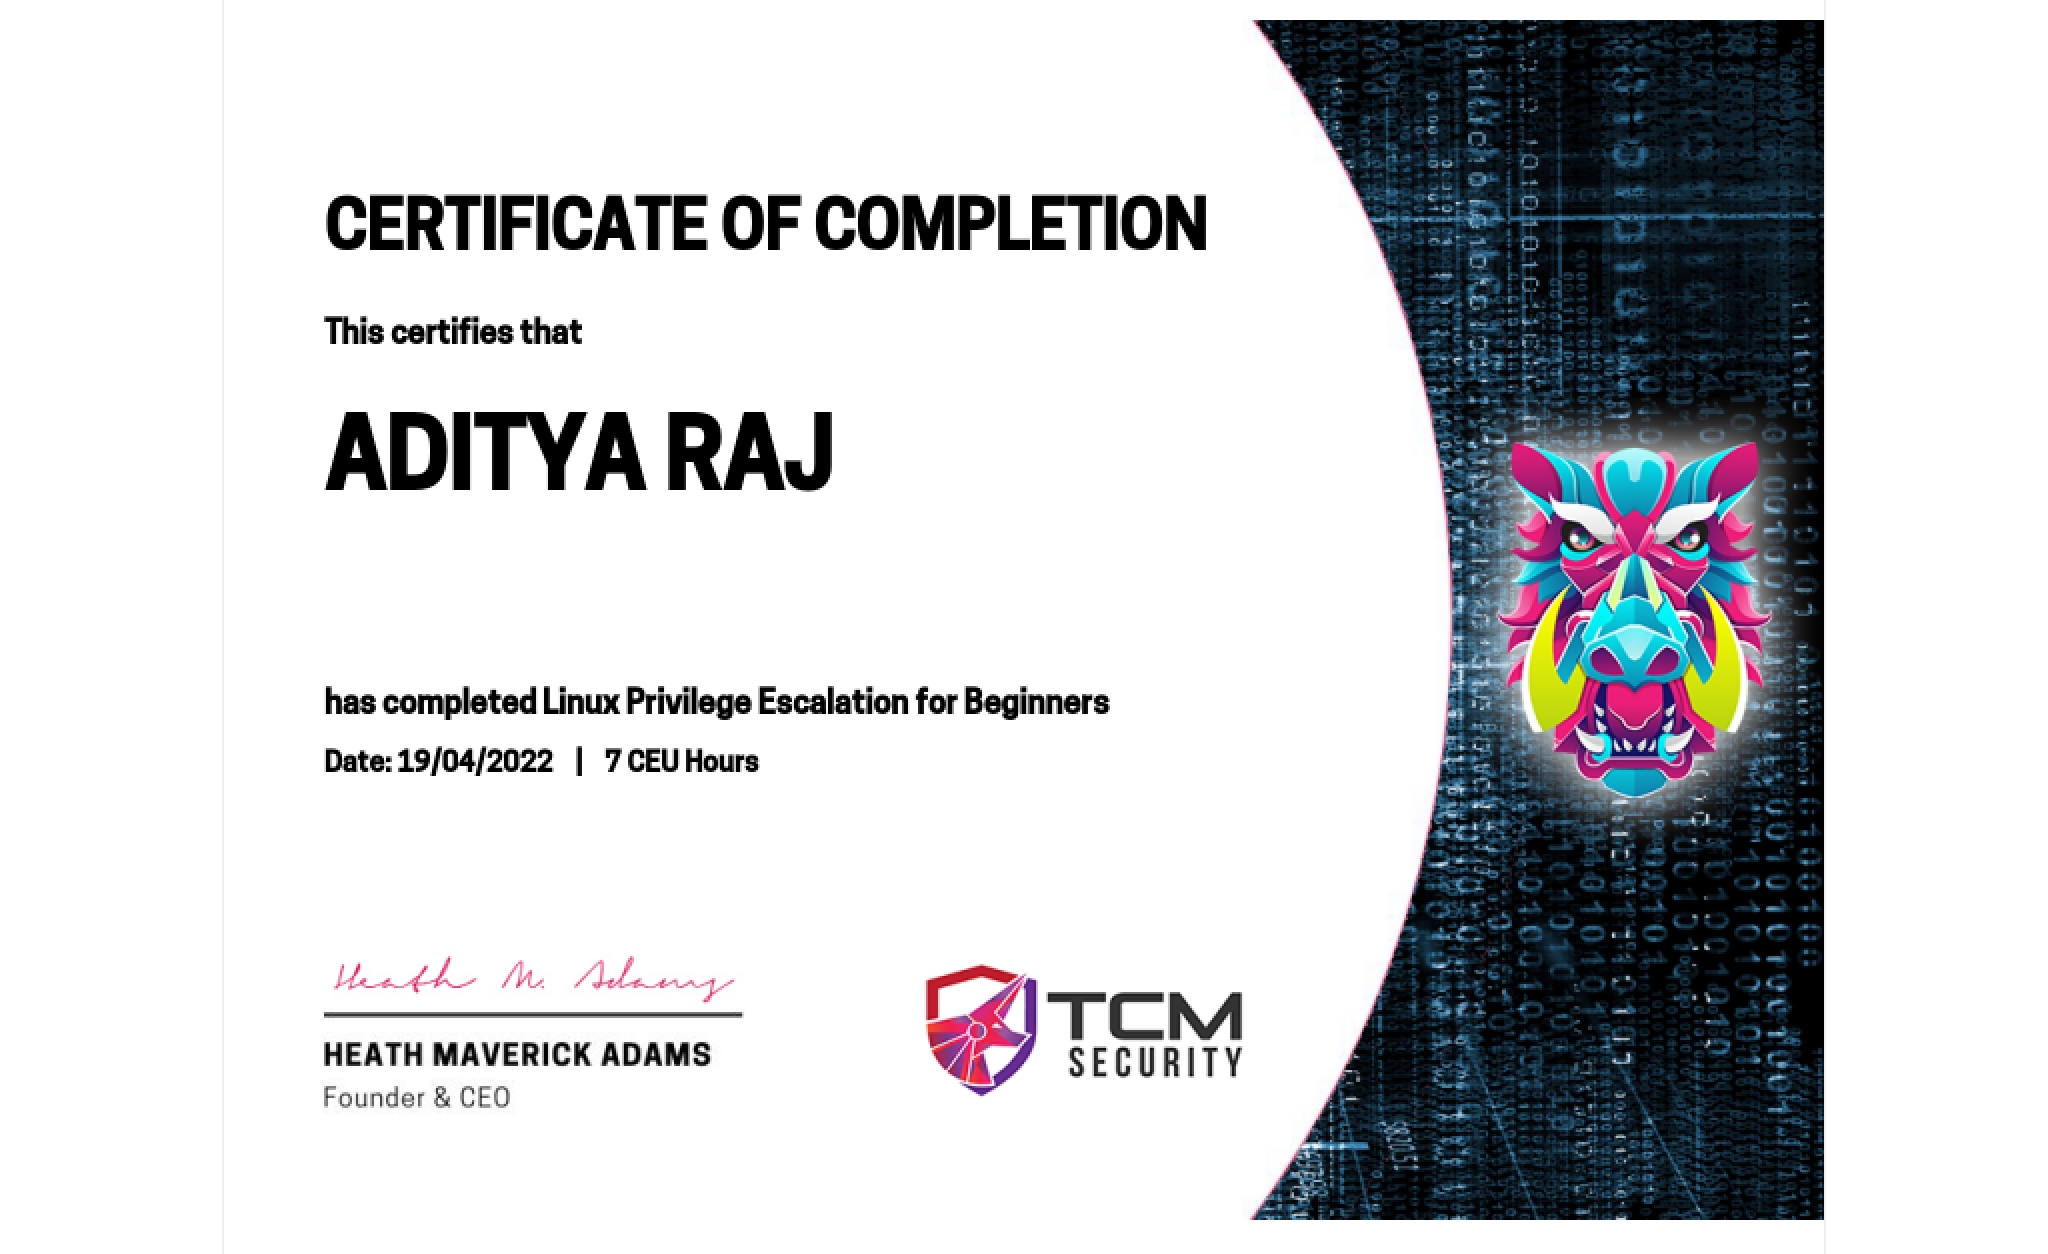 CERTIFICATE OF COMPLETION
This certifies that
ADITYA RAJ
has completed Linux Privilege Escalation for Beginners
Date: 19/04/2022 | 7 CEU Hours
Heath M. Adams
HEATH MAVERICK ADAMS
Founder & CEO
TCM
SECURITY